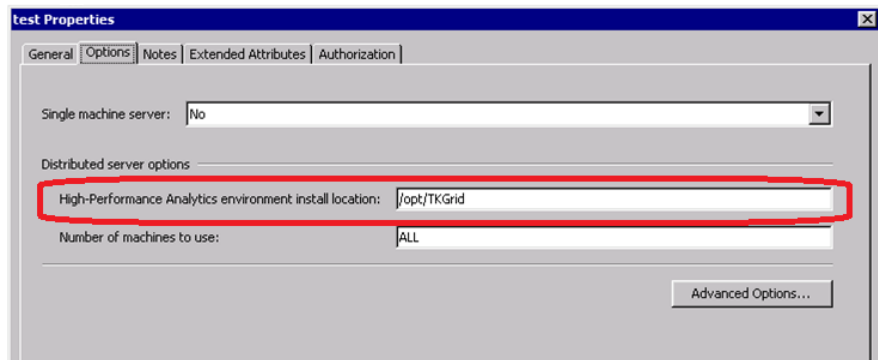 test Properties
General Options Notes Extended Attributes Authorization
Single machine server: No
Distributed server options
High-Performance Analytics environment install location: /opt/TKGrid
Number of machines to use: ALL
Advanced Options...